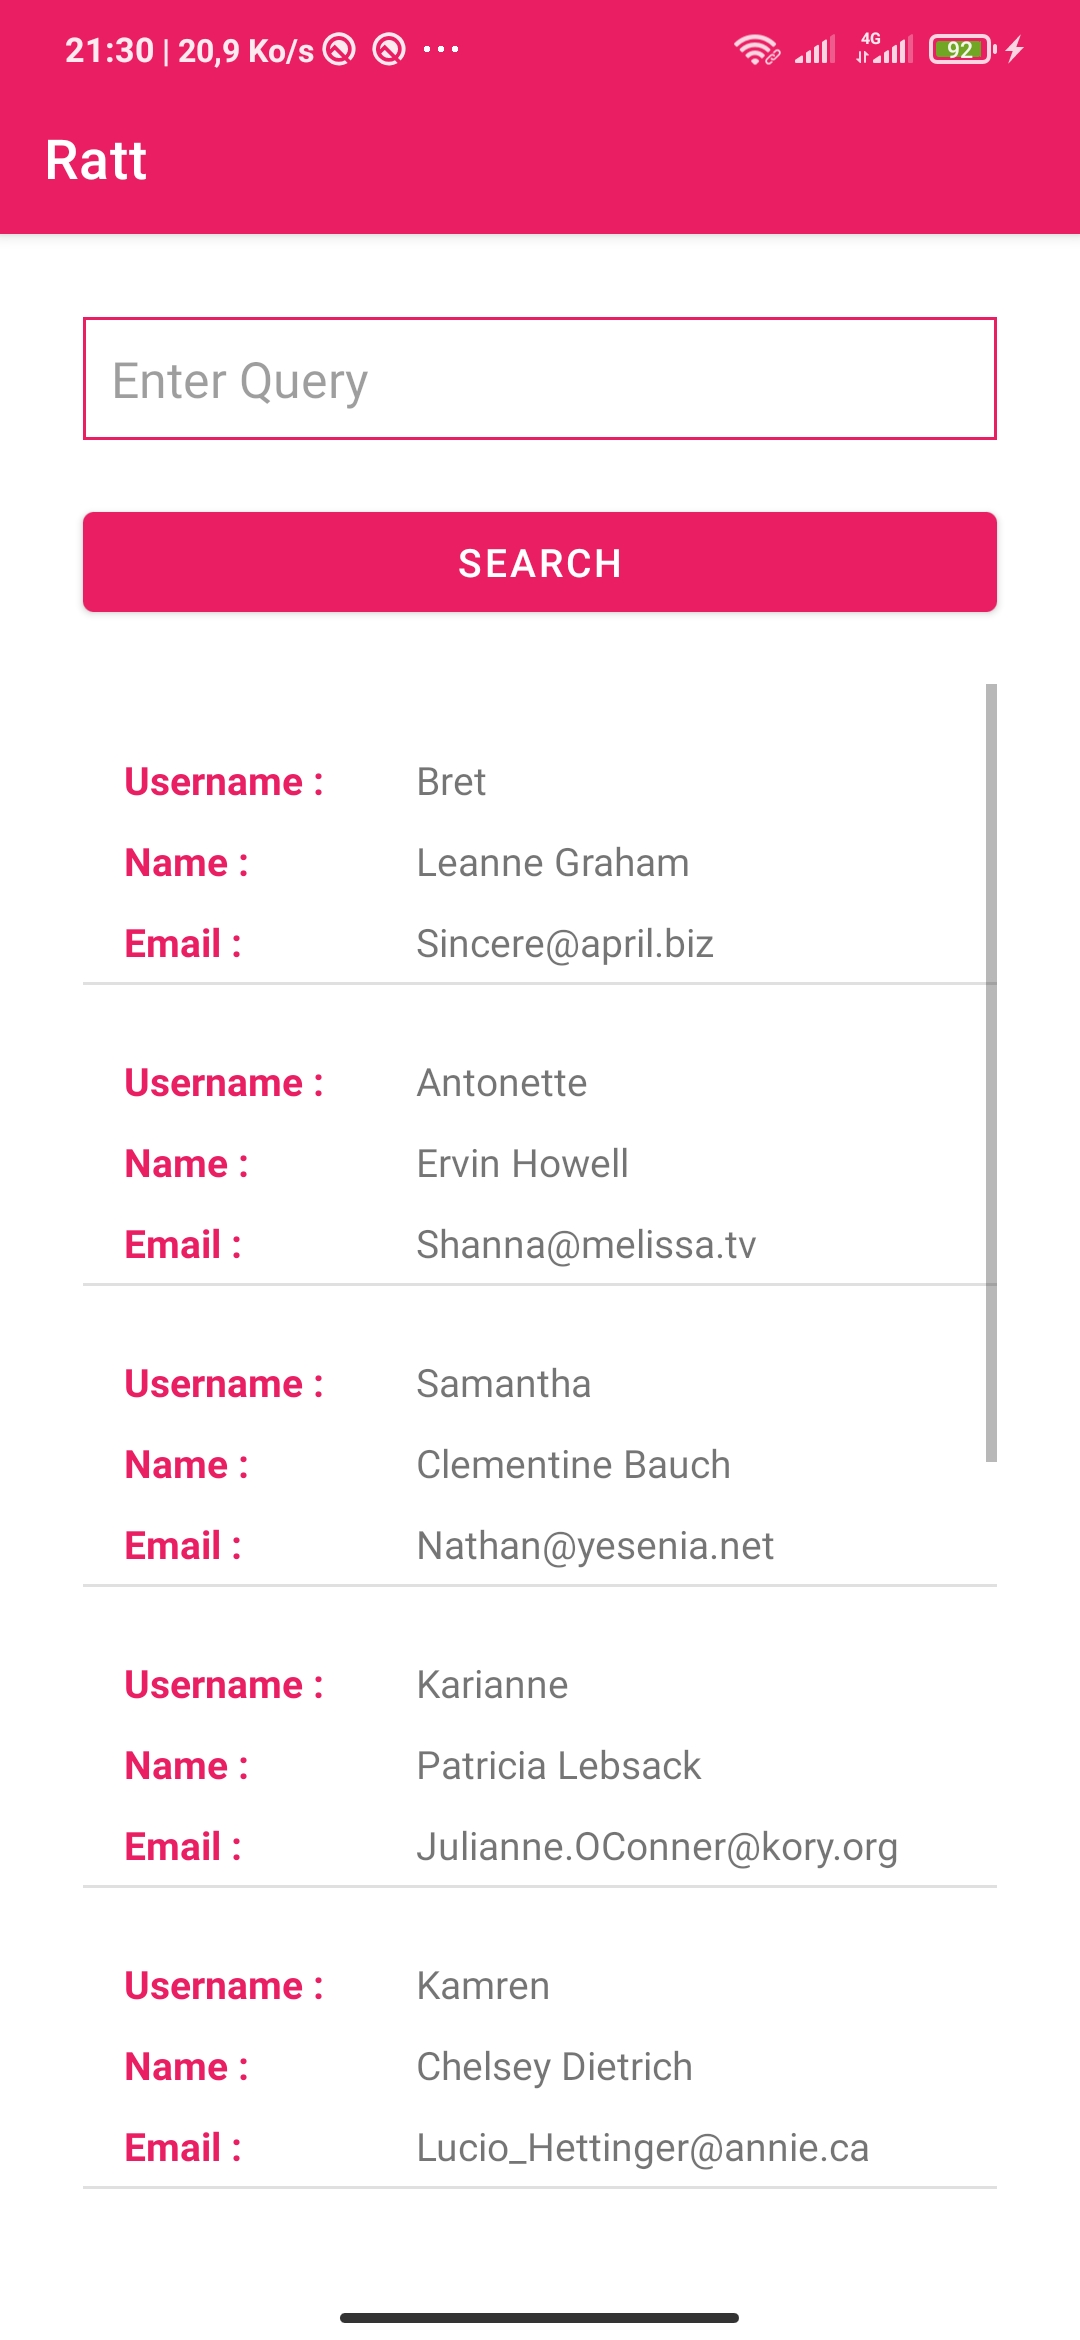 21:30 | 20,9 Ko/s ...
4G
92
Ratt
Enter Query
SEARCH
Username : Bret
Name : Leanne Graham
Email : Sincere@april.biz
Username : Antonette
Name : Ervin Howell
Email : Shanna@melissa.tv
Username : Samantha
Name : Clementine Bauch
Email : Nathan@yesenia.net
Username : Karianne
Name : Patricia Lebsack
Email : Julianne.OConner@kory.org
Username : Kamren
Name : Chelsey Dietrich
Email : Lucio_Hettinger@annie.ca